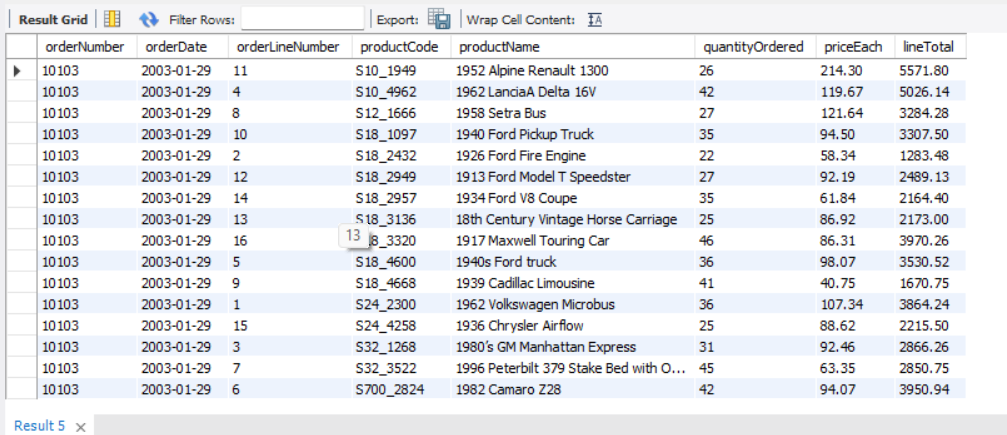 Result Grid Filter Rows: Export: Wrap Cell Content:
orderNumber orderDate orderLineNumber productCode productName quantityOrdered priceEach lineTotal
10103 2003-01-29 11 S10_1949 1952 Alpine Renault 1300 26 214.30 5571.80
10103 2003-01-29 4 S10_4962 1962 LanciaA Delta 16V 42 119.67 5026.14
10103 2003-01-29 8 S12_1666 1958 Setra Bus 27 121.64 3284.28
10103 2003-01-29 10 S18_1097 1940 Ford Pickup Truck 35 94.50 3307.50
10103 2003-01-29 2 S18_2432 1926 Ford Fire Engine 22 58.34 1283.48
10103 2003-01-29 12 S18_2949 1913 Ford Model T Speedster 27 92.19 2489.13
10103 2003-01-29 14 S18_2957 1934 Ford V8 Coupe 35 61.84 2164.40
10103 2003-01-29 13 S18_3136 18th Century Vintage Horse Carriage 25 86.92 2173.00
10103 2003-01-29 16 13 8_3320 1917 Maxwell Touring Car 46 86.31 3970.26
10103 2003-01-29 5 S18_4600 1940s Ford truck 36 98.07 3530.52
10103 2003-01-29 9 S18_4668 1939 Cadillac Limousine 41 40.75 1670.75
10103 2003-01-29 1 S24_2300 1962 Volkswagen Microbus 36 107.34 3864.24
10103 2003-01-29 15 S24_4258 1936 Chrysler Airflow 25 88.62 2215.50
10103 2003-01-29 3 S32_1268 1980's GM Manhattan Express 31 92.46 2866.26
10103 2003-01-29 7 S32_3522 1996 Peterbilt 379 Stake Bed with O... 45 63.35 2850.75
10103 2003-01-29 6 S700_2824 1982 Camaro Z28 42 94.07 3950.94
Result 5